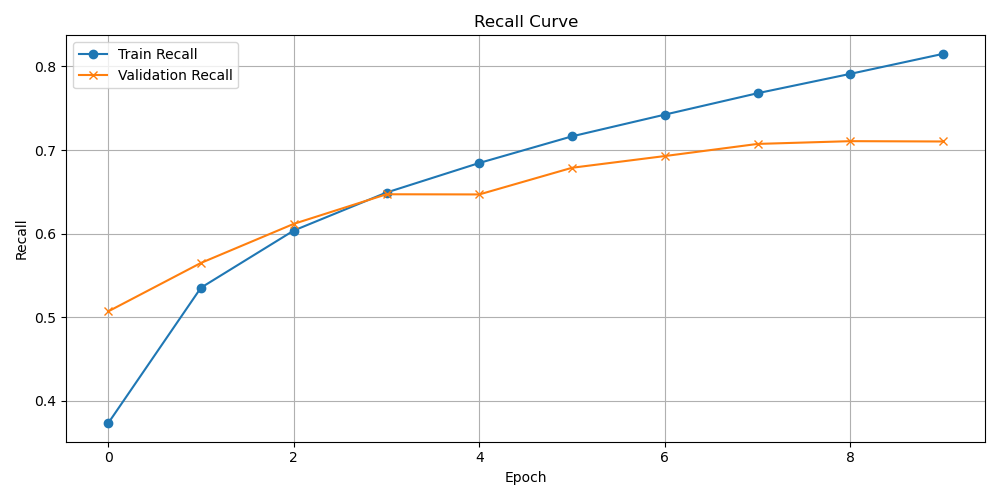 Recall Curve
Train Recall
Validation Recall
0.8
0.7
0.6
0.5
0.4
Recall
0 2 4 6 8
Epoch